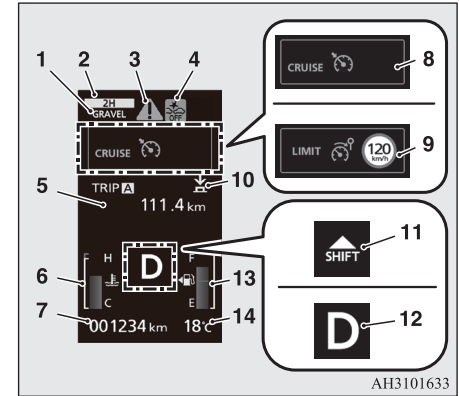 1 2 3 4
2H
GRAVEL
OFF
CRUISE
CRUISE 8
LIMIT 120 km/h 9
TRIP A 10
5 111.4 km
SHIFT 11
F H D F
6 13
C E
7 14
001234 km 18℃
D 12
AH3101633